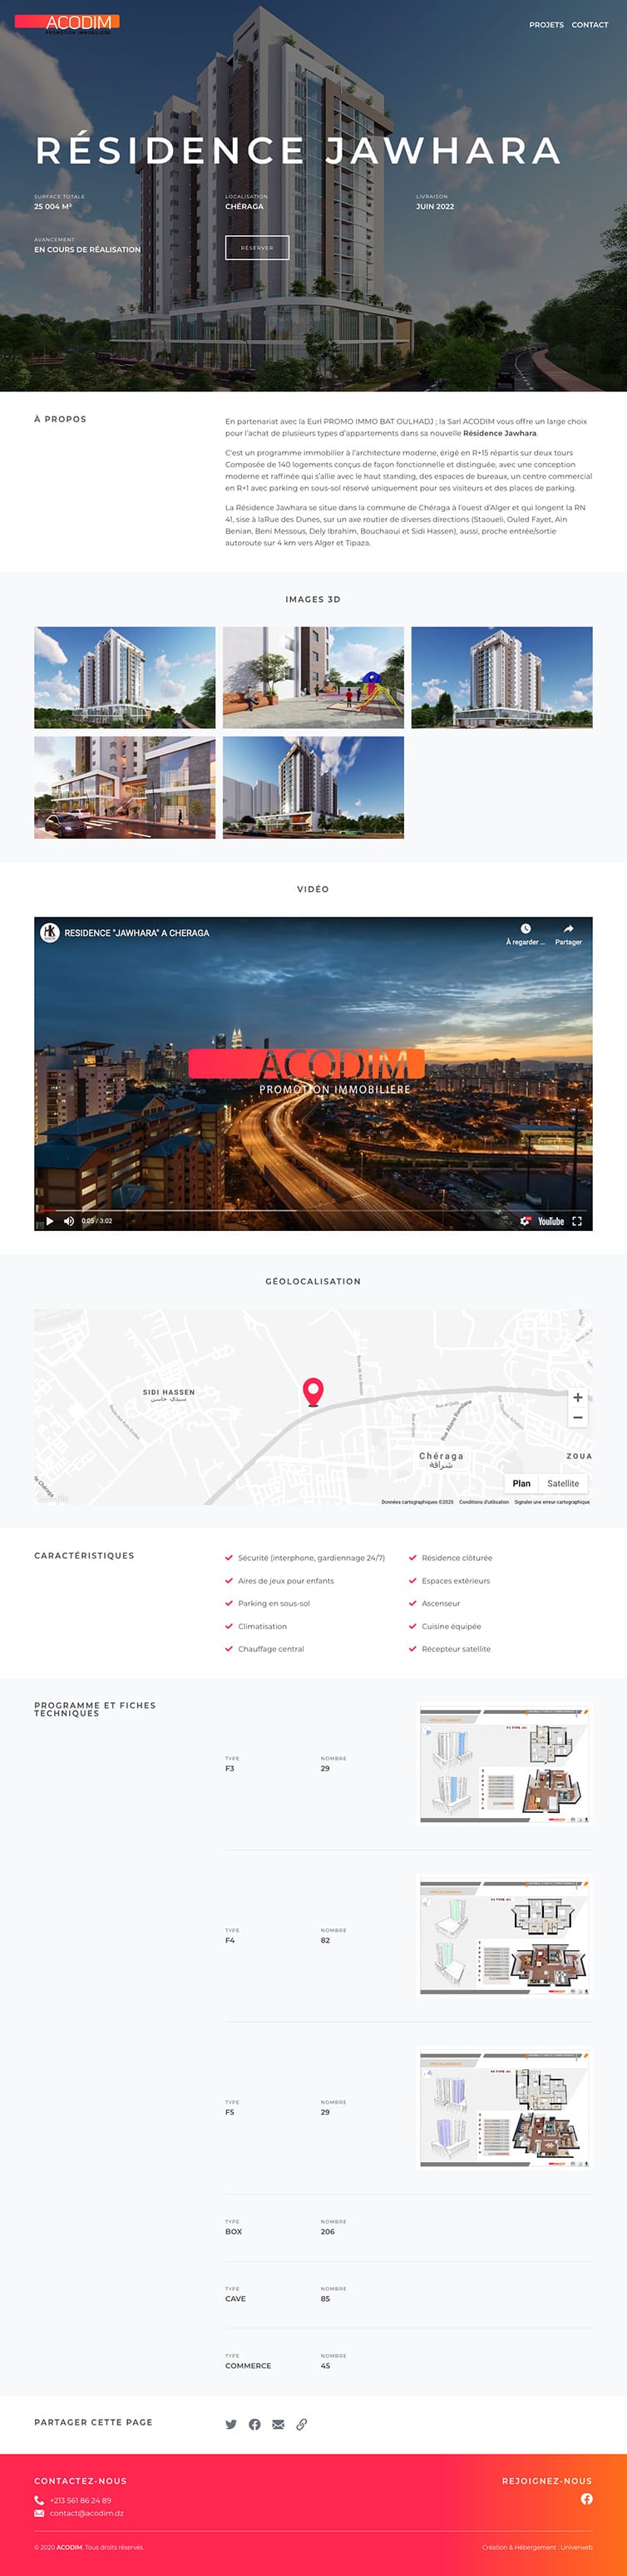 ACODIM
PROMOTION IMMOBILIÈRE
PROJETS CONTACT
RÉSIDENCE JAWHARA
SURFACE TOTALE
25 004 M²
LOCALISATION
CHÉRAGA
LIVRAISON
JUIN 2022
AVANCEMENT
EN COURS DE RÉALISATION
RÉSERVER
À PROPOS
En partenariat avec la Eurl PROMO IMMO BAT OULHADJ ; la Sarl ACODIM vous offre un large choix
pour l'achat de plusieurs types d'appartements dans sa nouvelle Résidence Jawhara.
C'est un programme immobilier à l'architecture moderne, érigé en R+15 répartis sur deux tours
Composée de 140 logements conçus de façon fonctionnelle et distinguée, avec une conception
moderne et raffinée qui s'allie avec le haut standing, des espaces de bureaux, un centre commercial
en R+1 avec parking en sous-sol réservé uniquement pour ses visiteurs et des places de parking.
La Résidence Jawhara se situe dans la commune de Chéraga à l'ouest d'Alger et qui longent la RN
41, sise à laRue des Dunes, sur un axe routier de diverses directions (Staoueli, Ouled Fayet, Ain
Benian, Beni Messous, Dely Ibrahim, Bouchaoui et Sidi Hassen), aussi, proche entrée/sortie
autoroute sur 4 km vers Alger et Tipaza.
IMAGES 3D
VIDÉO
RESIDENCE "JAWHARA" A CHERAGA
À regarder ...
Partager
ACODIM
PROMOTION IMMOBILIERE
0:05 / 3:02
YouTube
GÉOLOCALISATION
SIDI HASSEN
سيدي حاسن
Chéraga
شراقة
ZOUA
Plan Satellite
Google
Données cartographiques ©2020 Conditions d'utilisation Signaler une erreur cartographique
CARACTÉRISTIQUES
Sécurité (interphone, gardiennage 24/7)
Résidence clôturée
Aires de jeux pour enfants
Espaces extérieurs
Parking en sous-sol
Ascenseur
Climatisation
Cuisine équipée
Chauffage central
Récepteur satellite
PROGRAMME ET FICHES
TECHNIQUES
TYPE
F3
NOMBRE
29
TYPE
F4
NOMBRE
82
TYPE
F5
NOMBRE
29
TYPE
BOX
NOMBRE
206
TYPE
CAVE
NOMBRE
85
TYPE
COMMERCE
NOMBRE
45
PARTAGER CETTE PAGE
CONTACTEZ-NOUS
+213 561 86 24 89
contact@acodim.dz
REJOIGNEZ-NOUS
© 2020 ACODIM. Tous droits réservés.
Création & Hébergement : Univerweb